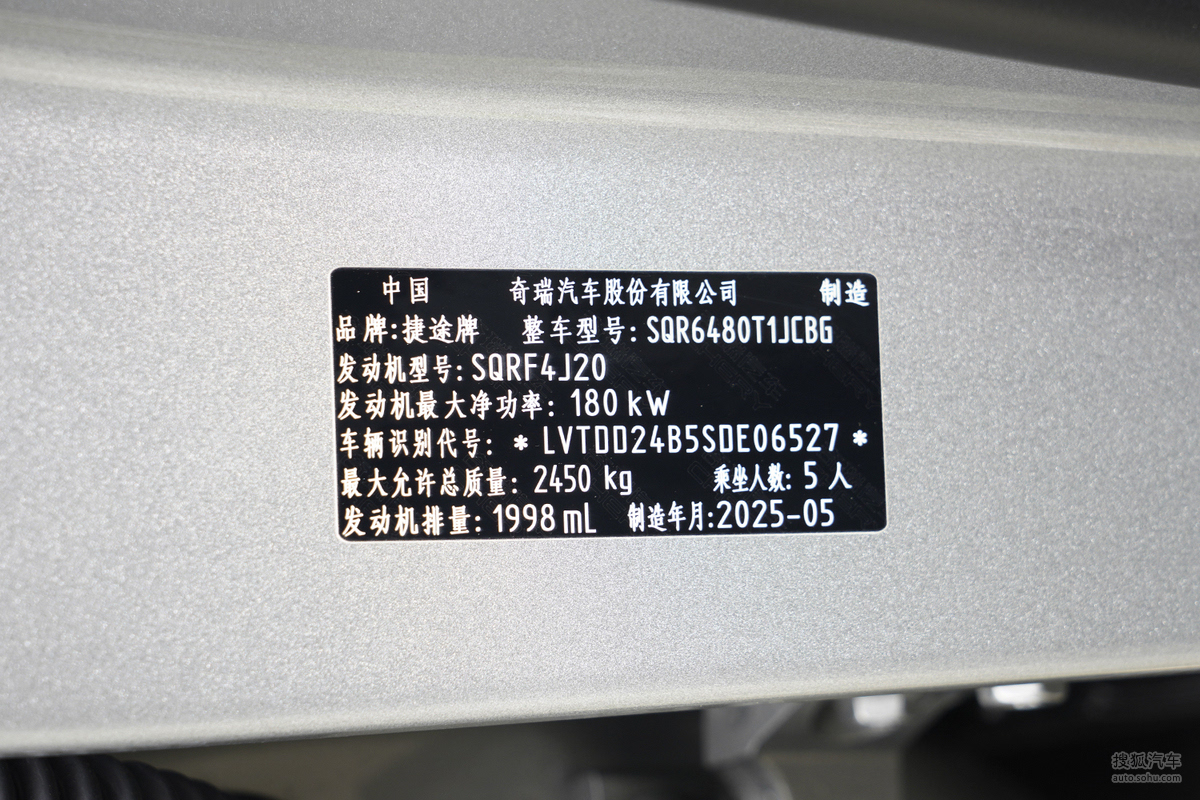 中国 奇瑞汽车股份有限公司 制造
品牌:捷途牌 整车型号:SQR6480T1JCBG
发动机型号:SQRF4J20
发动机最大净功率: 180 kW
车辆识别代号: * LVTDD24B5SDE06527 *
最大允许总质量: 2450 kg 乘坐人数: 5 人
发动机排量: 1998 mL 制造年月:2025-05
搜狐汽车
auto.sohu.com